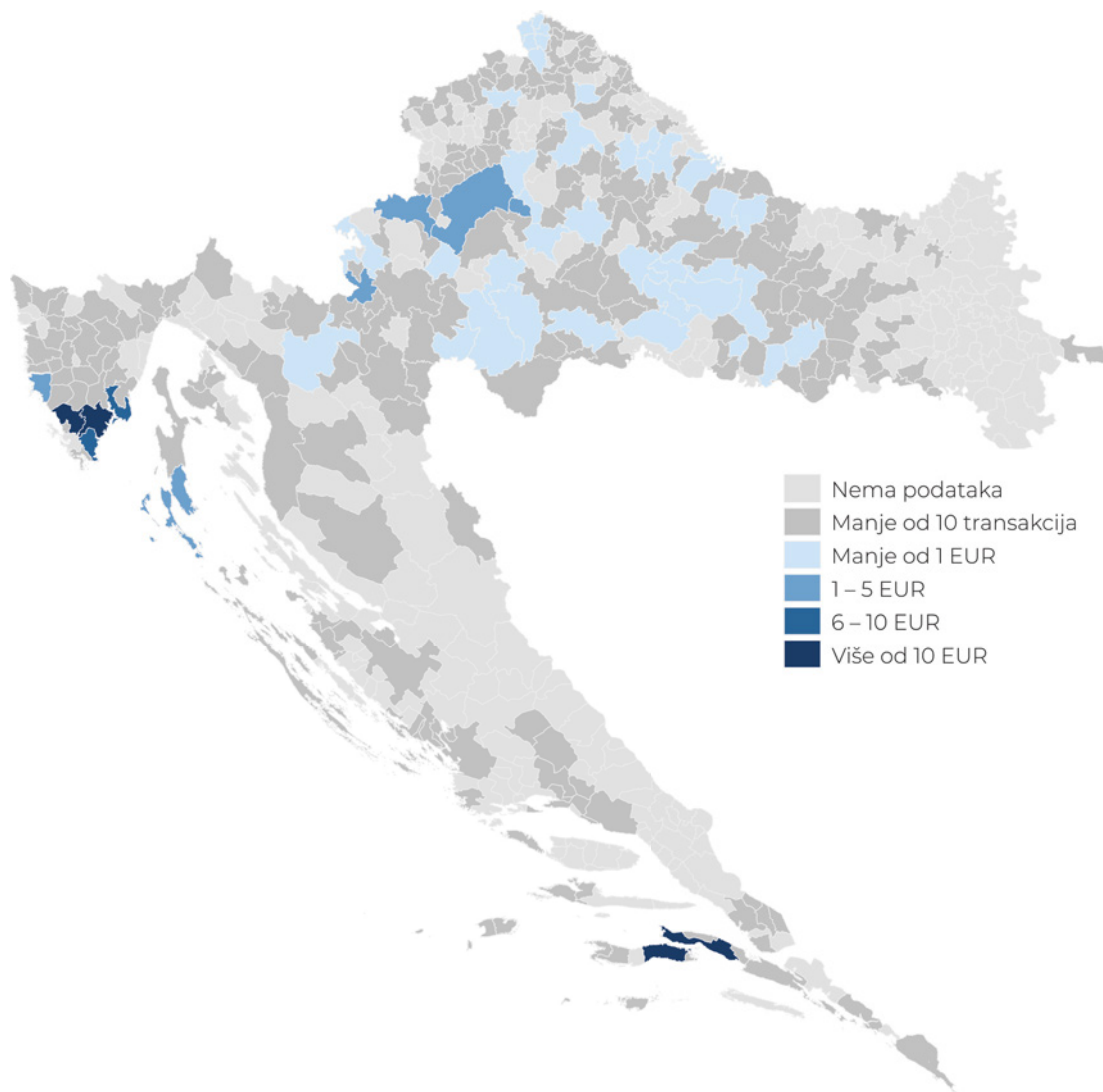 Nema podataka
Manje od 10 transakcija
Manje od 1 EUR
1 – 5 EUR
6 – 10 EUR
Više od 10 EUR